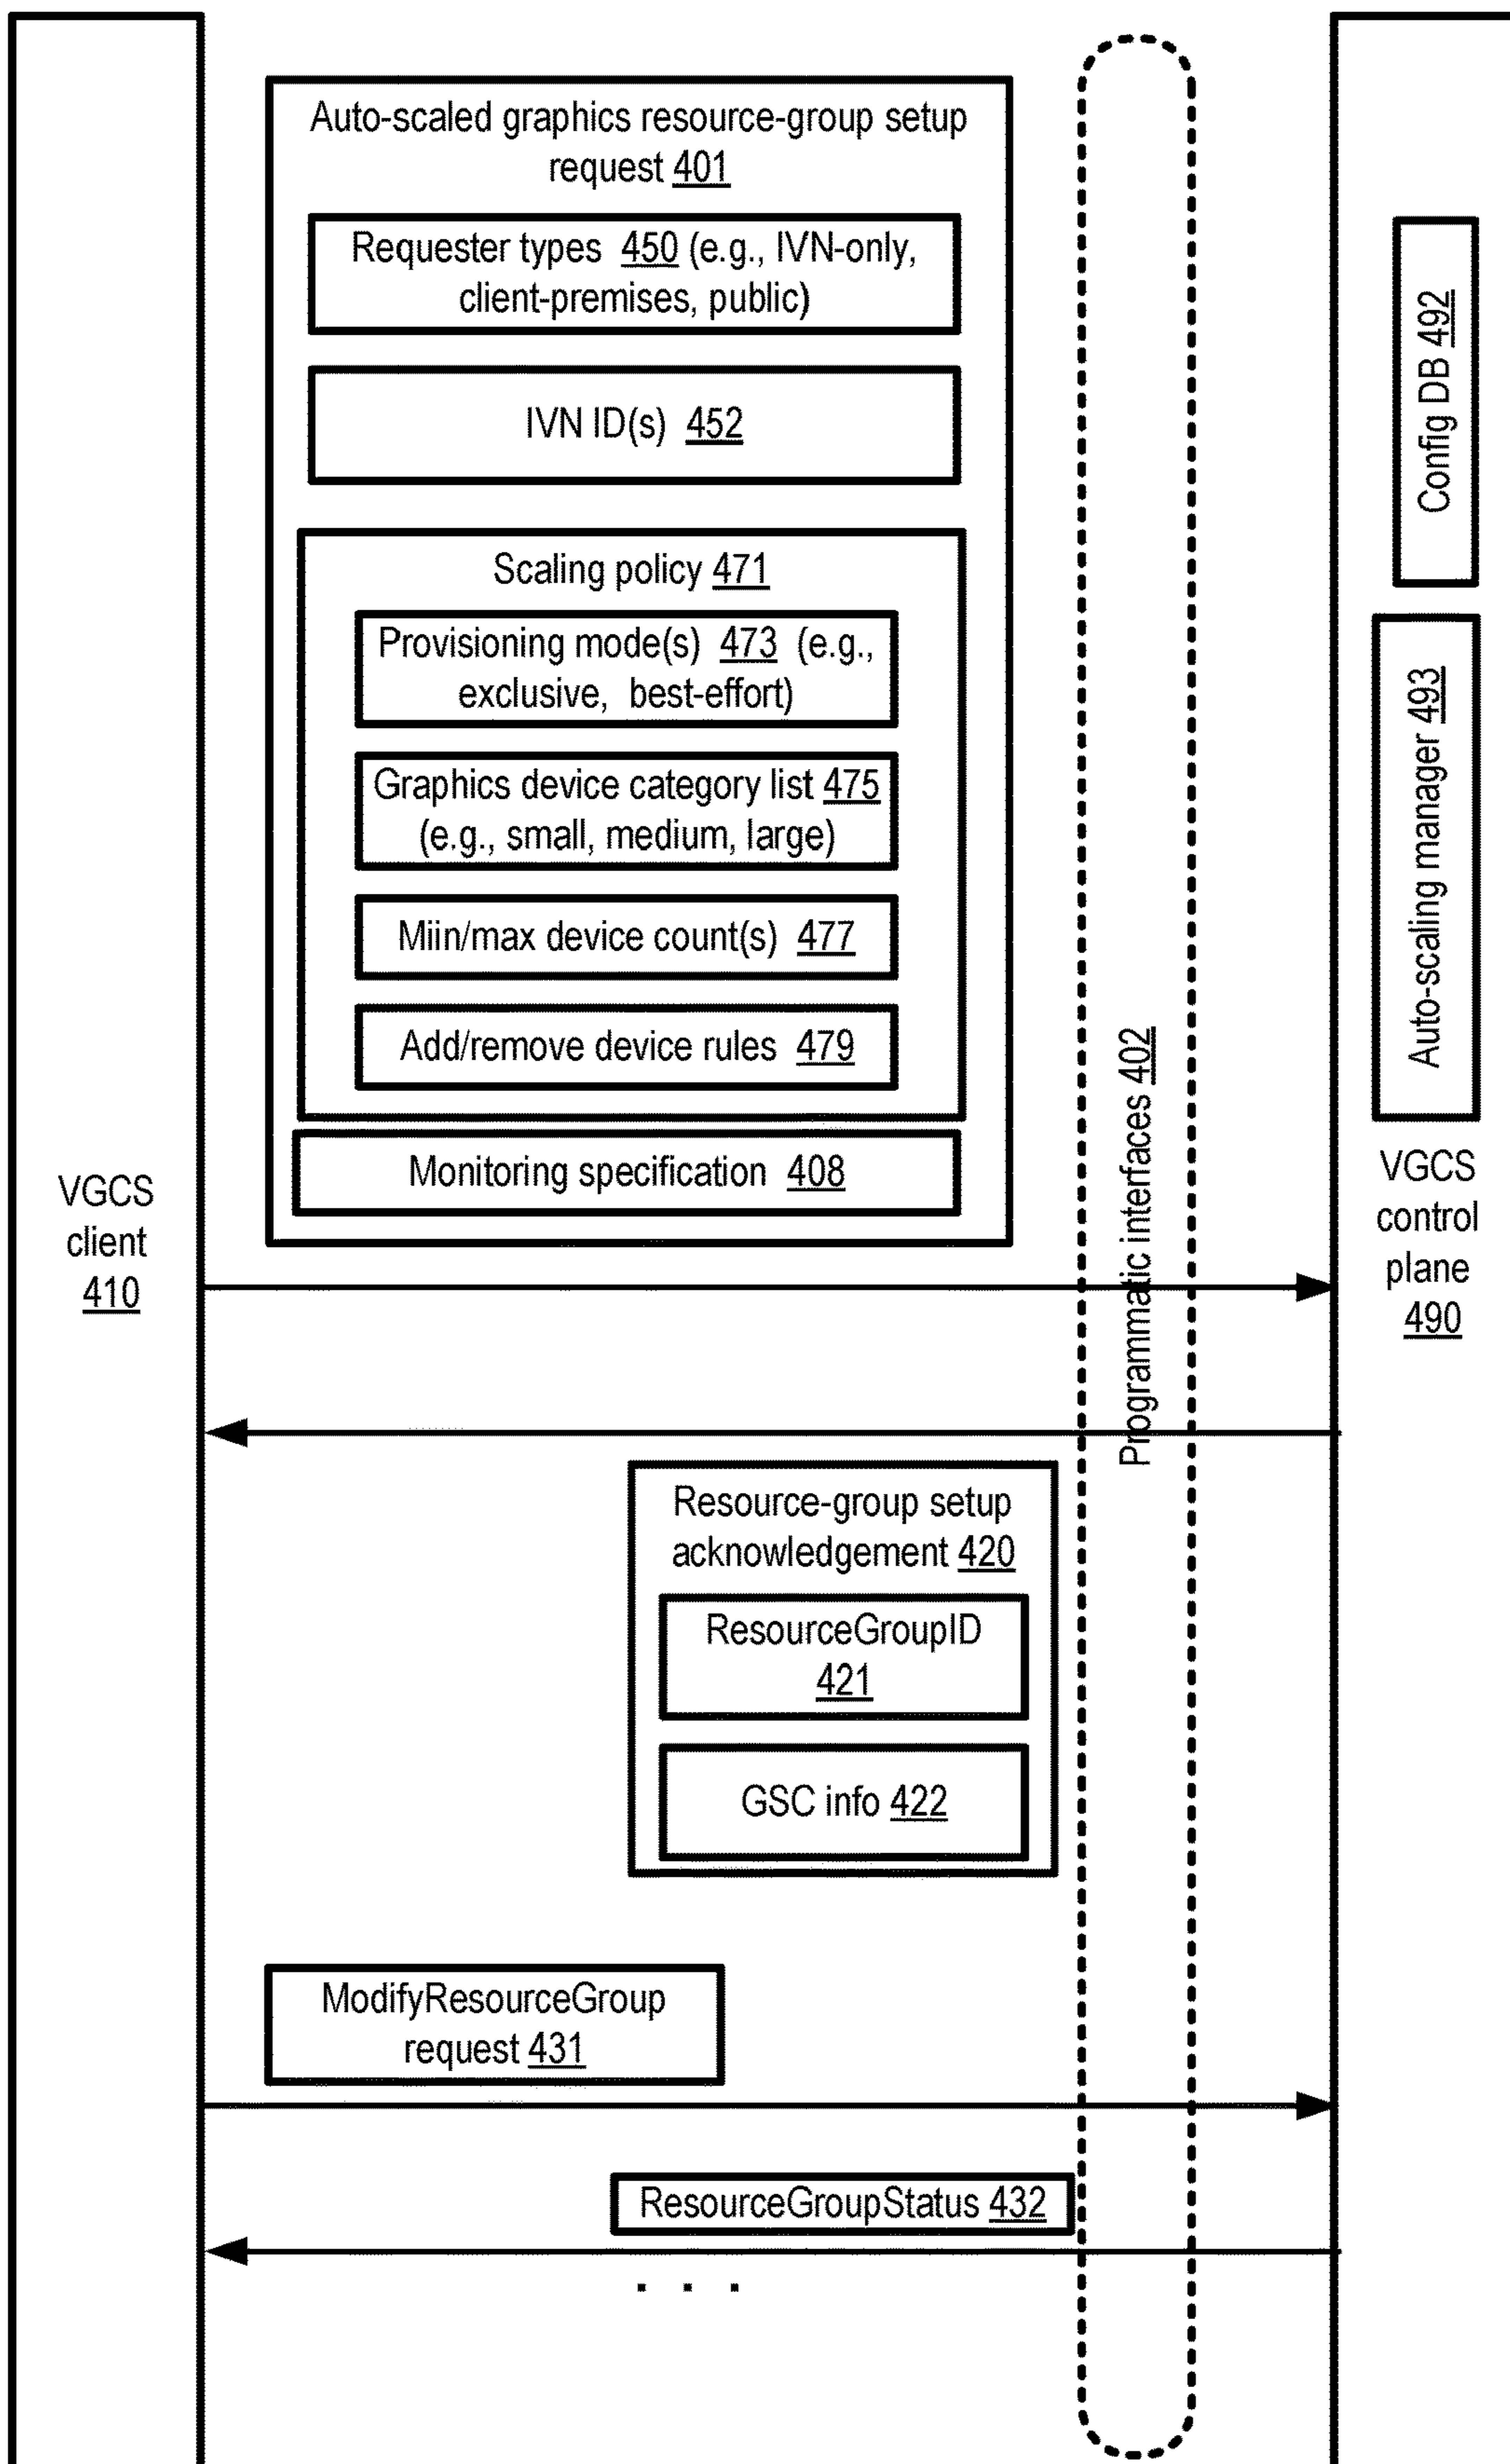 Auto-scaled graphics resource-group setup
request 401
Requester types 450 (e.g., IVN-only,
client-premises, public)
IVN ID(s) 452
Scaling policy 471
Provisioning mode(s) 473 (e.g.,
exclusive, best-effort)
Graphics device category list 475
(e.g., small, medium, large)
Miin/max device count(s) 477
Add/remove device rules 479
Monitoring specification 408
VGCS
client
410
Programmatic interfaces 402
Config DB 492
Auto-scaling manager 493
VGCS
control
plane
490
Resource-group setup
acknowledgement 420
ResourceGroupID
421
GSC info 422
ModifyResourceGroup
request 431
ResourceGroupStatus 432
. . .